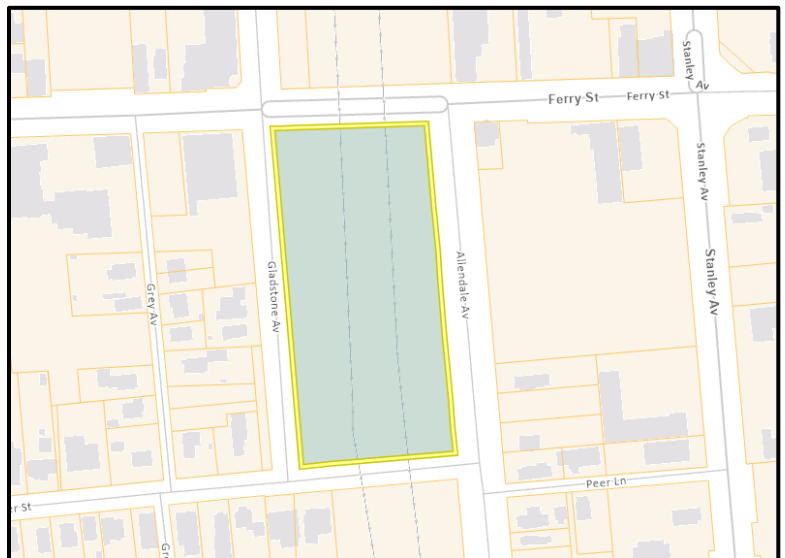 Stanley Av
Ferry St
Ferry St
Stanley Av
Stanley Av
Gladstone Av
Allendale Av
Grey Av
Peer Ln
er St
Gr